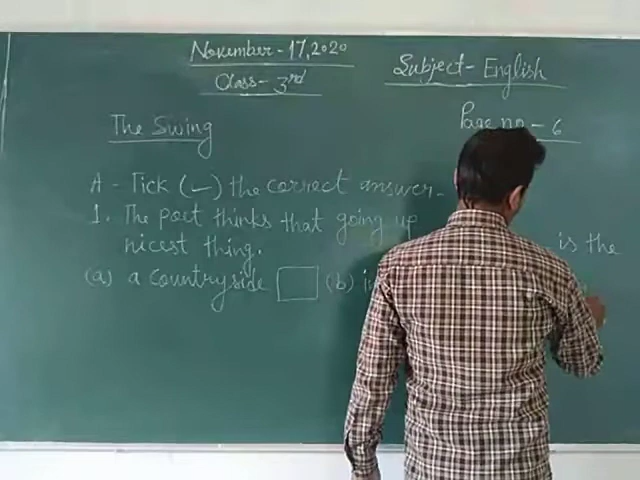 November - 17, 2020
Class - 3rd
Subject - English
Page no - 6
The Swing
A - Tick (✓) the correct answer -
1. The poet thinks that going up is the
nicest thing.
(a) a countryside (b)